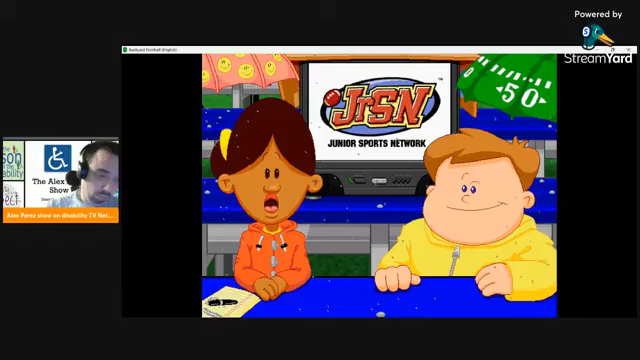 Powered by
StreamYard
Backyard Football (English)
JrSN
JUNIOR SPORTS NETWORK
TM
50
The Alex
Show
Alex Perez show on disability TV Net...